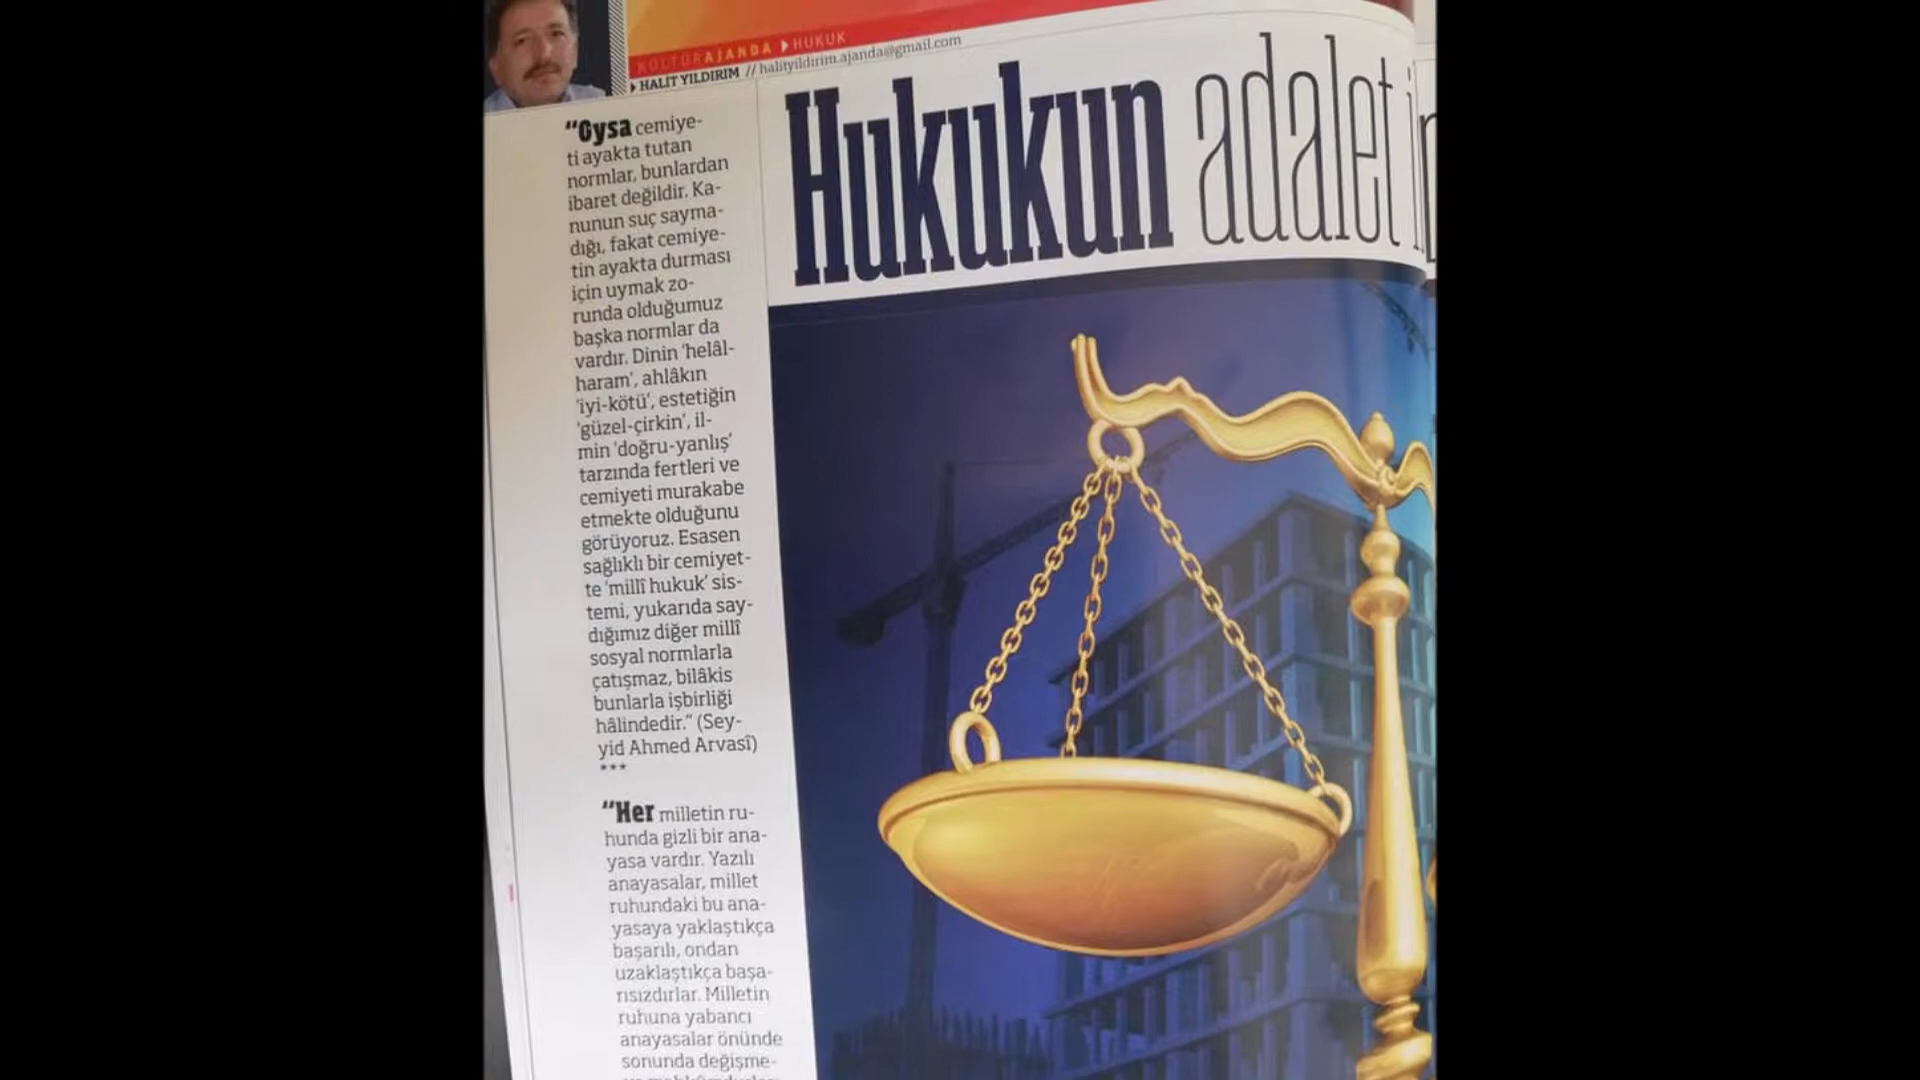 KÜLTÜRAJANDA HUKUK
HALİT YILDIRIM // halityildirim.ajanda@gmail.com
Hukukun adalet
“Oysa cemiye-
ti ayakta tutan
normlar, bunlardan
ibaret değildir. Ka-
nunun suç sayma-
dığı, fakat cemiye-
tin ayakta durması
için uymak zo-
runda olduğumuz
başka normlar da
vardır. Dinin ‘helâl-
haram’, ahlâkın
‘iyi-kötü’, estetiğin
‘güzel-çirkin’, il-
min ‘doğru-yanlış’
tarzında fertleri ve
cemiyeti murakabe
etmekte olduğunu
görüyoruz. Esasen
sağlıklı bir cemiyet-
te ‘millî hukuk’ sis-
temi, yukarıda say-
dığımız diğer millî
sosyal normlarla
çatışmaz, bilâkis
bunlarla işbirliği
hâlindedir.” (Sey-
yid Ahmed Arvasî)
***
“Her milletin ru-
hunda gizli bir ana-
yasa vardır. Yazılı
anayasalar, millet
ruhundaki bu ana-
yasaya yaklaştıkça
başarılı, ondan
uzaklaştıkça başa-
rısızdırlar. Milletin
ruhuna yabancı
anayasalar önünde
sonunda değişme-